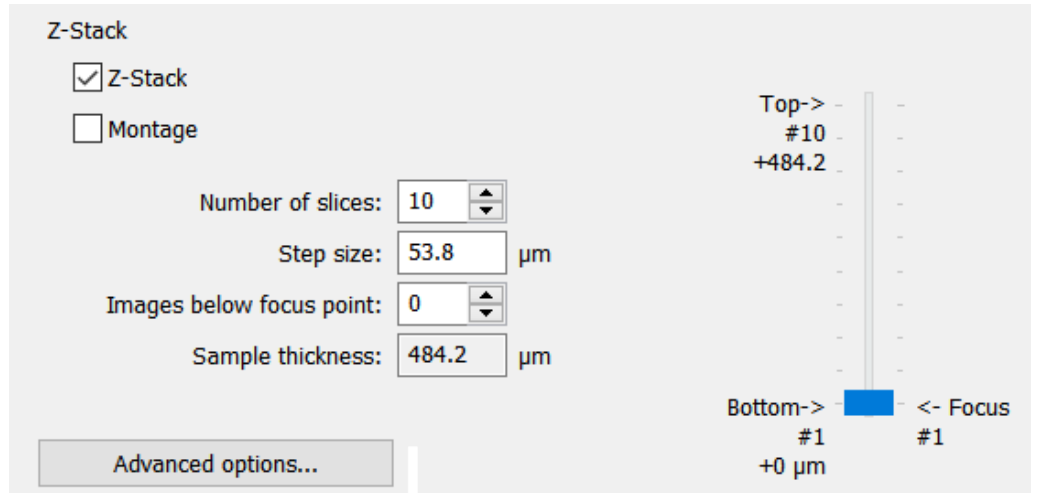 Z-Stack
Z-Stack
Montage
Number of slices: 10
Step size: 53.8 µm
Images below focus point: 0
Sample thickness: 484.2 µm
Advanced options...
Top->
#10
+484.2
Bottom-> <- Focus
#1 #1
+0 µm